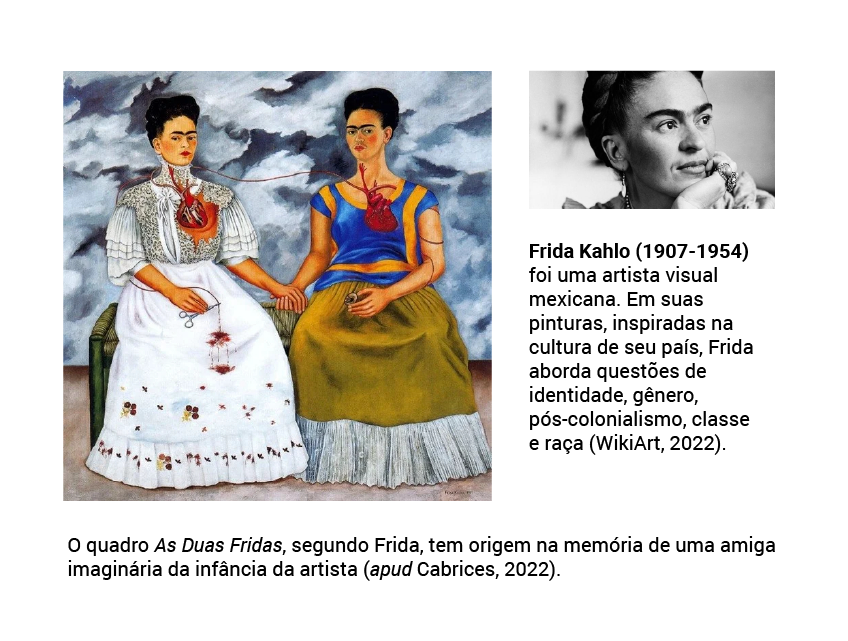 Frida Kahlo (1907-1954)
foi uma artista visual
mexicana. Em suas
pinturas, inspiradas na
cultura de seu país, Frida
aborda questões de
identidade, gênero,
pós-colonialismo, classe
e raça (WikiArt, 2022).
O quadro As Duas Fridas, segundo Frida, tem origem na memória de uma amiga
imaginária da infância da artista (apud Cabrices, 2022).